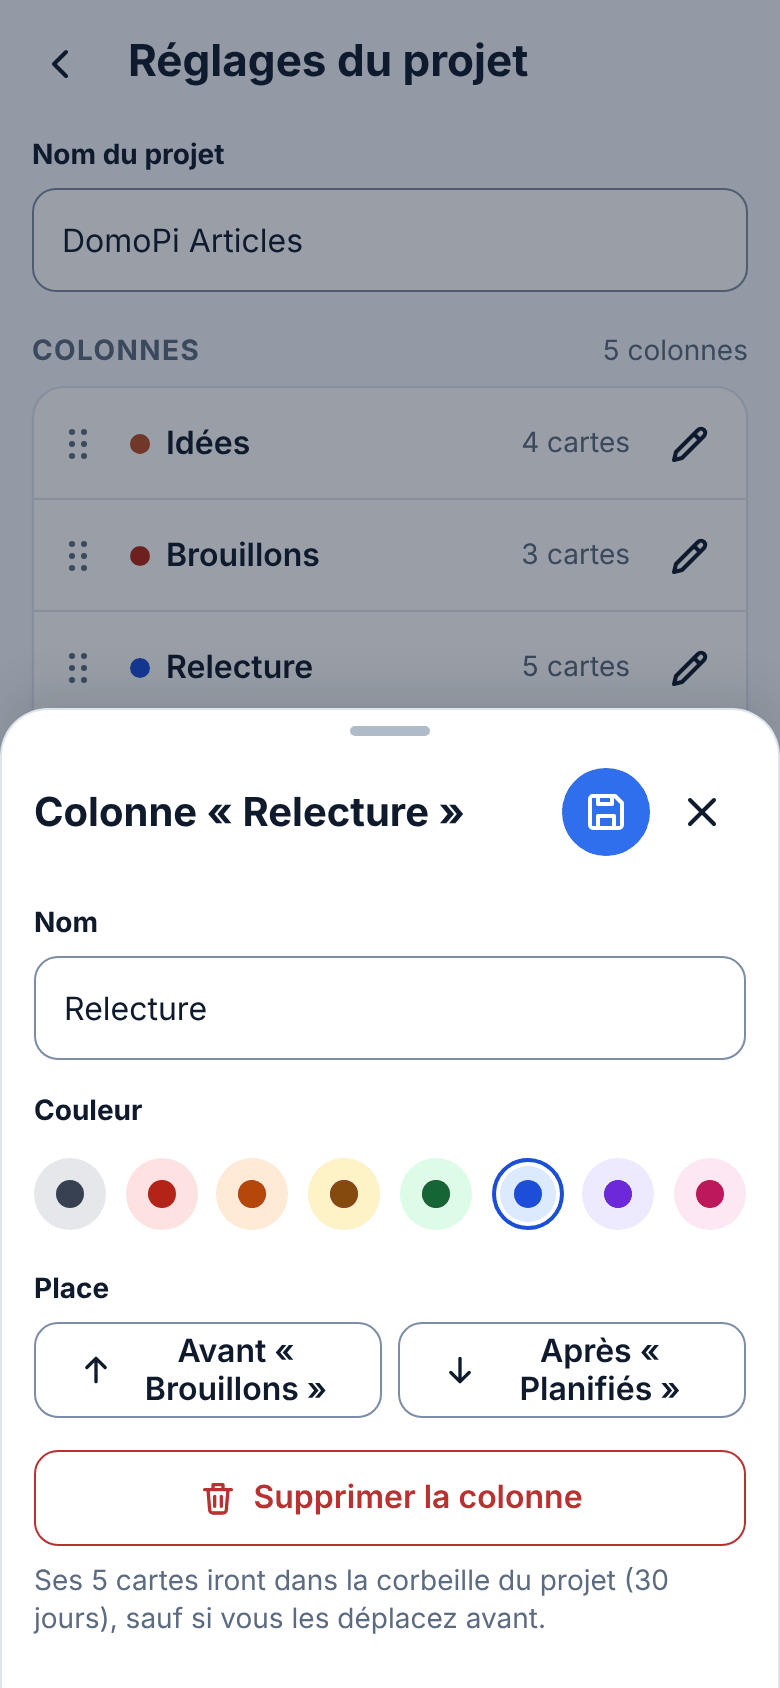 Réglages du projet
Nom du projet
DomoPi Articles
COLONNES 5 colonnes
Idées 4 cartes
Brouillons 3 cartes
Relecture 5 cartes
Colonne « Relecture »
Nom
Relecture
Couleur
Place
Avant «
Brouillons »
Après «
Planifiés »
Supprimer la colonne
Ses 5 cartes iront dans la corbeille du projet (30
jours), sauf si vous les déplacez avant.